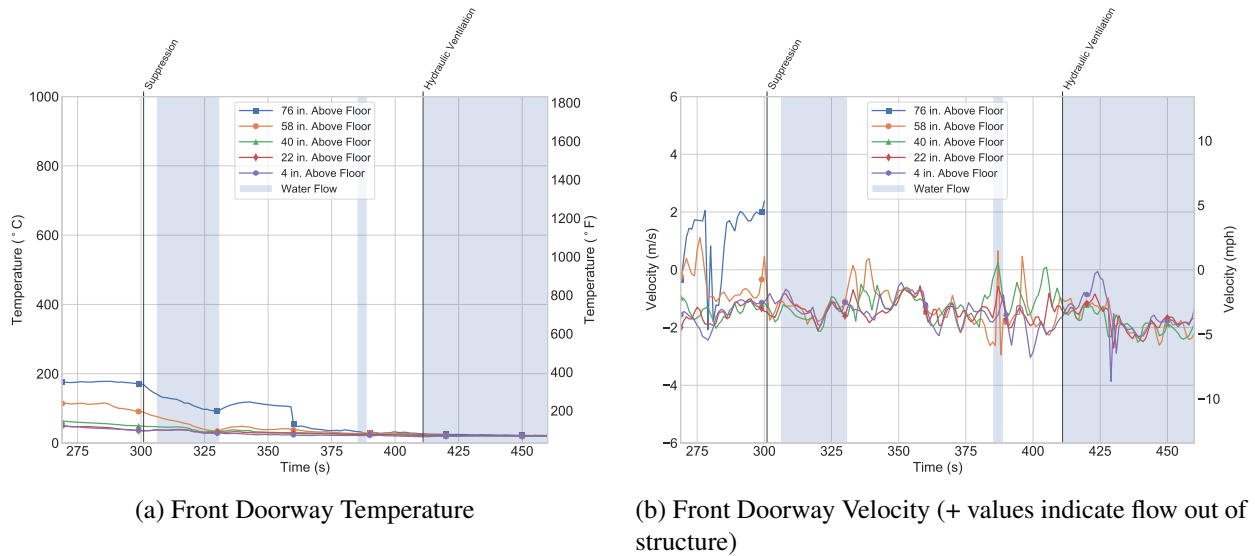 Suppression
Hydraulic Ventilation
1000
800
600
400
200
0
Temperature (°C)
1800
1600
1400
1200
1000
800
600
400
200
Temperature (°F)
76 in. Above Floor
58 in. Above Floor
40 in. Above Floor
22 in. Above Floor
4 in. Above Floor
Water Flow
275 300 325 350 375 400 425 450
Time (s)
(a) Front Doorway Temperature
Suppression
Hydraulic Ventilation
6
4
2
0
−2
−4
−6
Velocity (m/s)
10
5
0
−5
−10
Velocity (mph)
76 in. Above Floor
58 in. Above Floor
40 in. Above Floor
22 in. Above Floor
4 in. Above Floor
Water Flow
275 300 325 350 375 400 425 450
Time (s)
(b) Front Doorway Velocity (+ values indicate flow out of
structure)